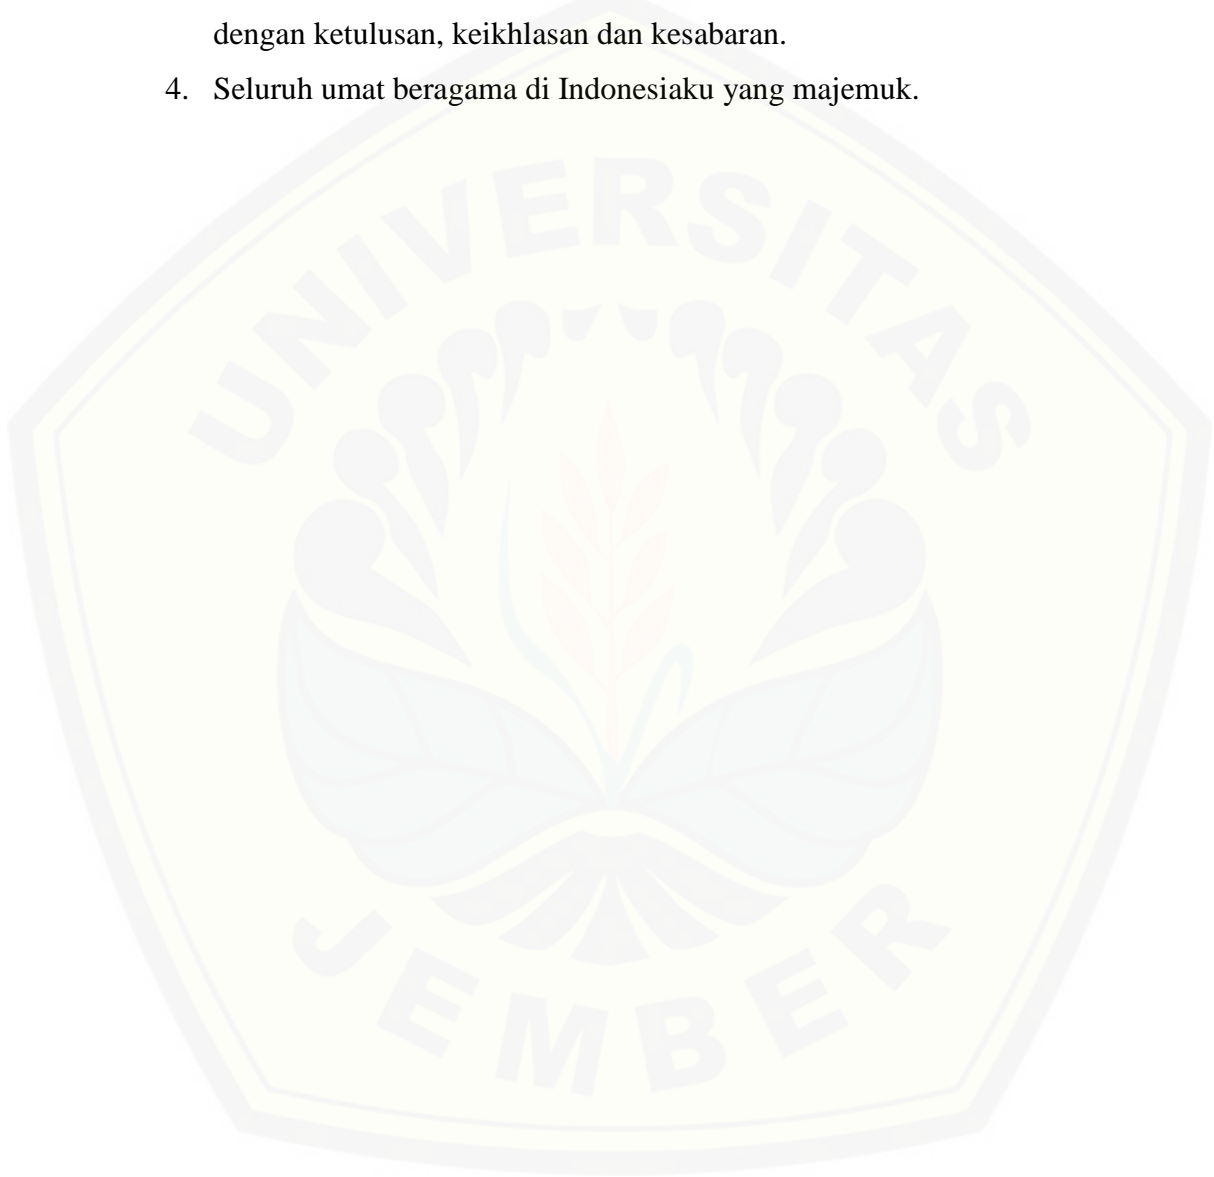 dengan ketulusan, keikhlasan dan kesabaran.
4. Seluruh umat beragama di Indonesiaku yang majemuk.
UNIVERSITAS
JEMBER